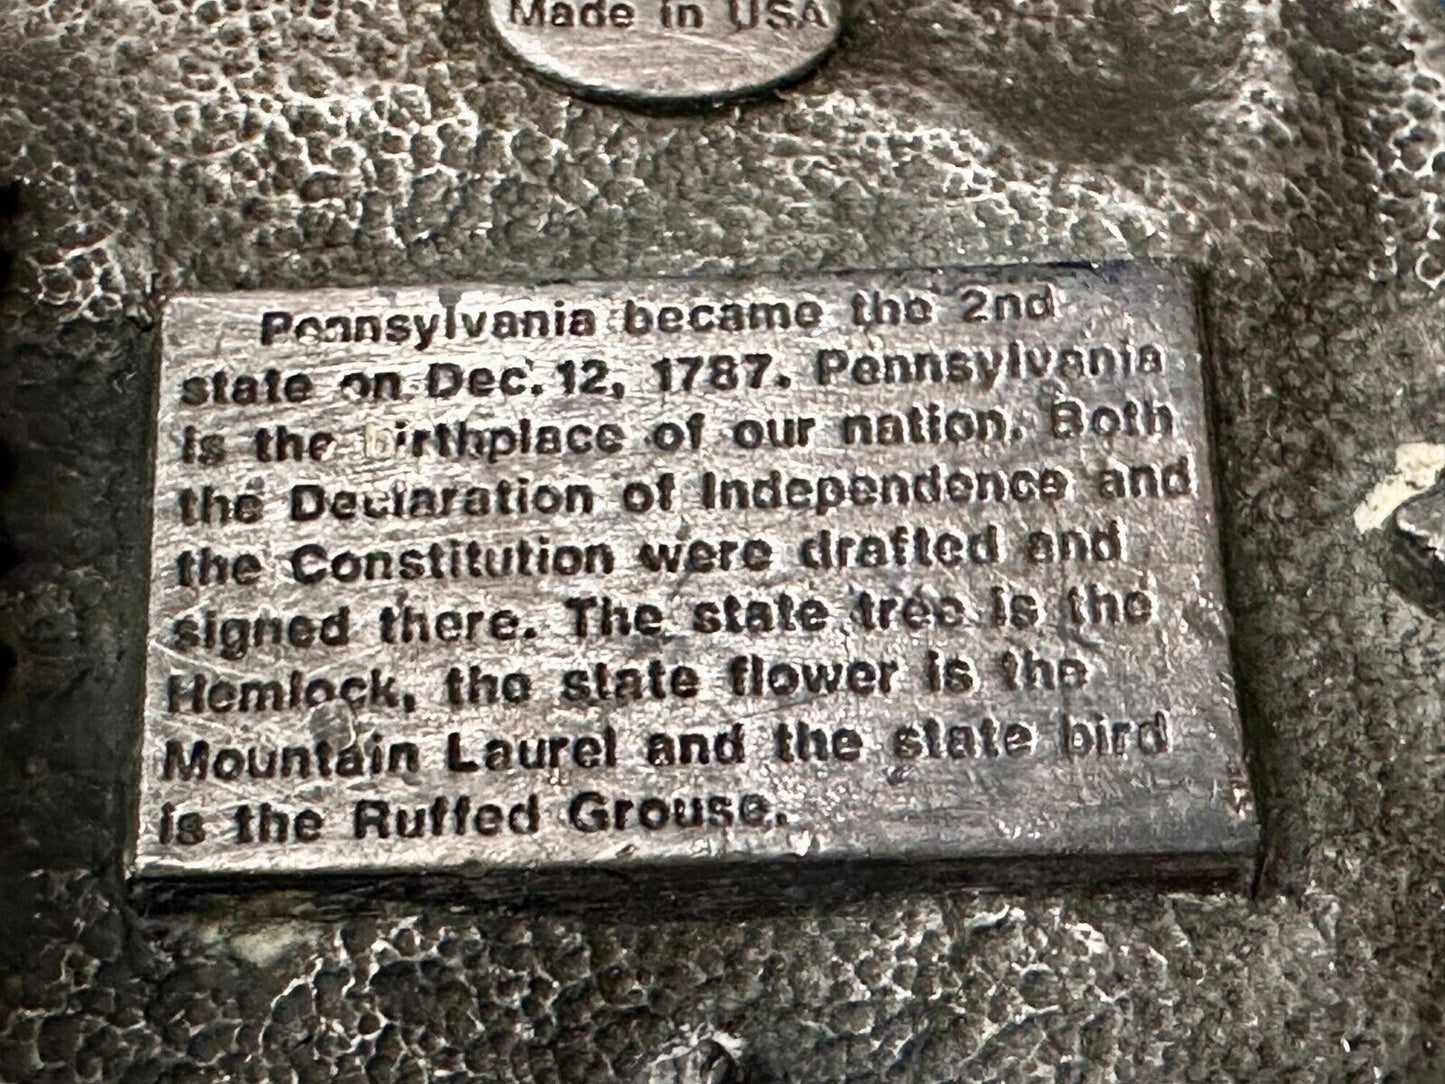 Made in USA
Pennsylvania became the 2nd
state on Dec. 12, 1787. Pennsylvania
is the birthplace of our nation. Both
the Declaration of Independence and
the Constitution were drafted and
signed there. The state tree is the
Hemlock, the state flower is the
Mountain Laurel and the state bird
is the Ruffed Grouse.